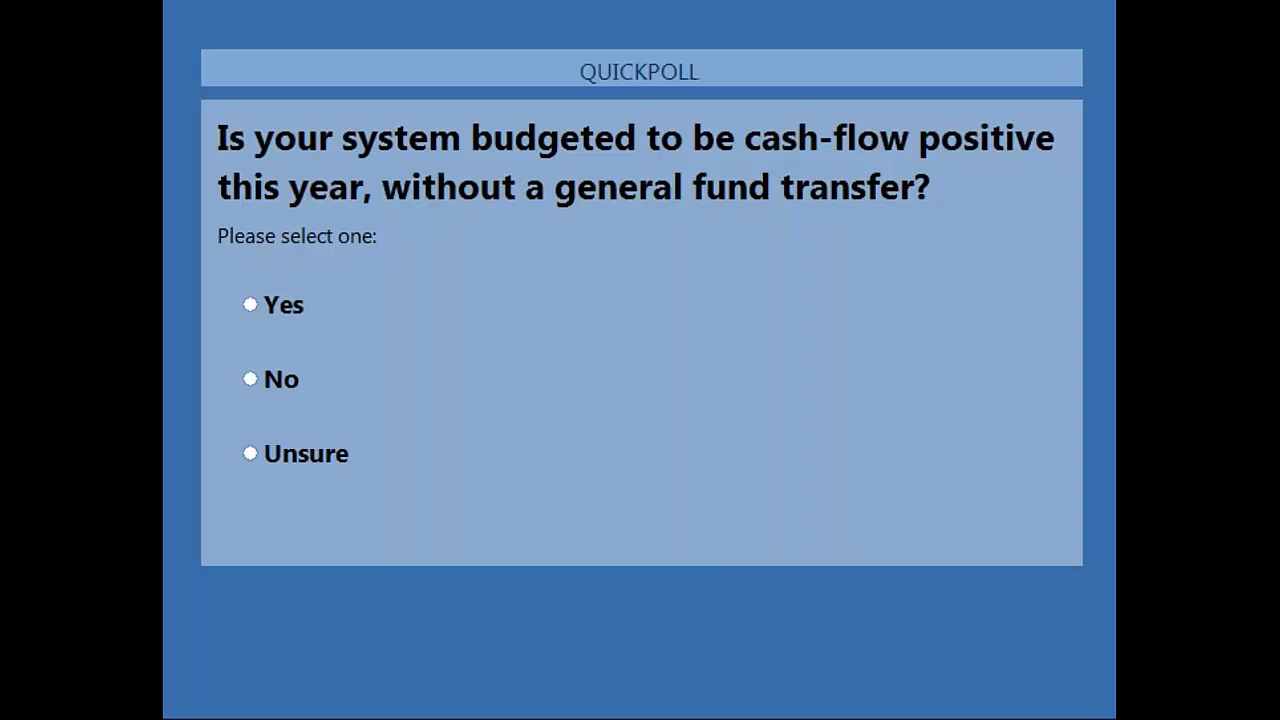 QUICKPOLL
Is your system budgeted to be cash-flow positive
this year, without a general fund transfer?
Please select one:
Yes
No
Unsure